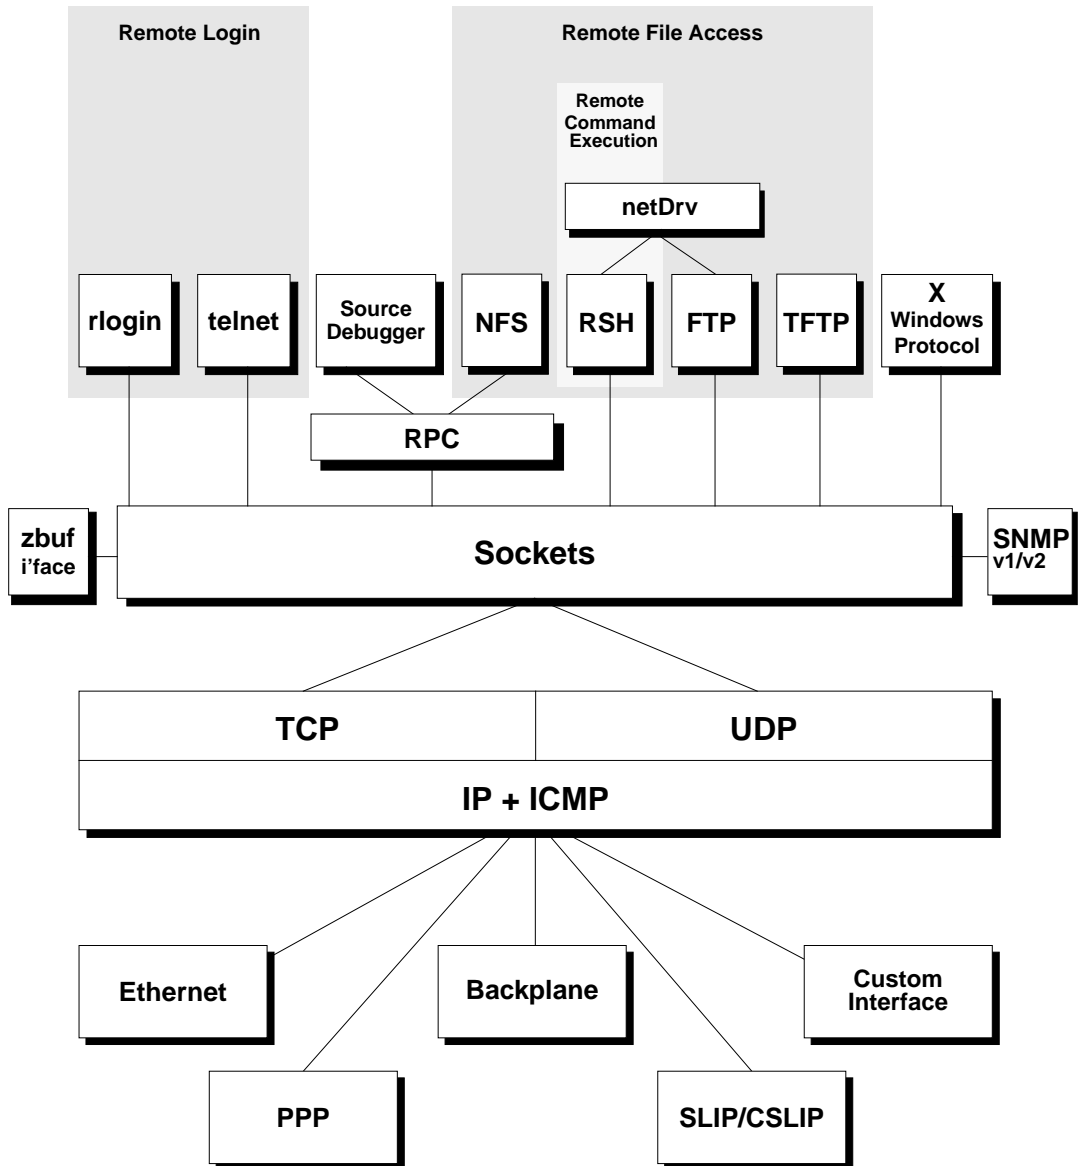 Remote Login
Remote File Access
Remote
Command
Execution
netDrv
rlogin
telnet
Source
Debugger
NFS
RSH
FTP
TFTP
X
Windows
Protocol
RPC
zbuf
i'face
Sockets
SNMP
v1/v2
TCP
UDP
IP + ICMP
Ethernet
Backplane
Custom
Interface
PPP
SLIP/CSLIP